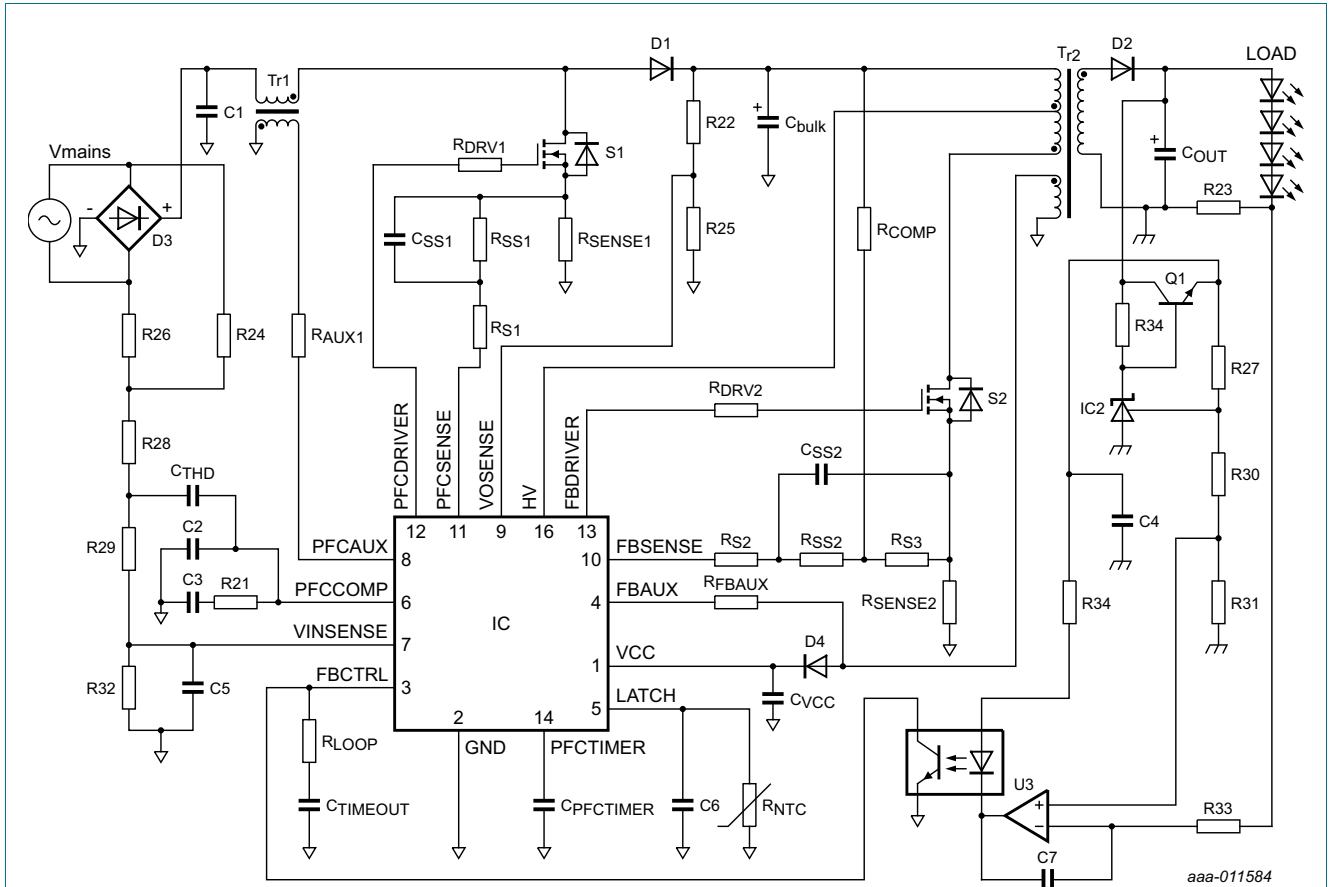 D1
Tr2
D2
LOAD
Tr1
C1
R22
Cbulk
RDRV1
S1
Vmains
COUT
R23
-
+
D3
CSS1
RSS1
RSENSE1
R25
RCOMP
Q1
R26
R24
RAUX1
RS1
R34
R27
RDRV2
S2
IC2
R28
CTHD
PFCDRIVER
PFCSENSE
VOSENSE
HV
FBDRIVER
CSS2
R30
C2
12
11
9
16
13
C4
R29
PFCAUX
8
10
FBSENSE
RS2
RSS2
RS3
C3
R21
PFCCOMP
6
4
FBAUX
RFBAUX
RSENSE2
R34
R31
IC
VINSENSE
7
VCC
1
D4
R32
C5
FBCTRL
3
CVCC
5
LATCH
2
14
GND
PFCTIMER
RLOOP
U3
CTIMEOUT
CPFCTIMER
C6
RNTC
+
-
R33
C7
aaa-011584